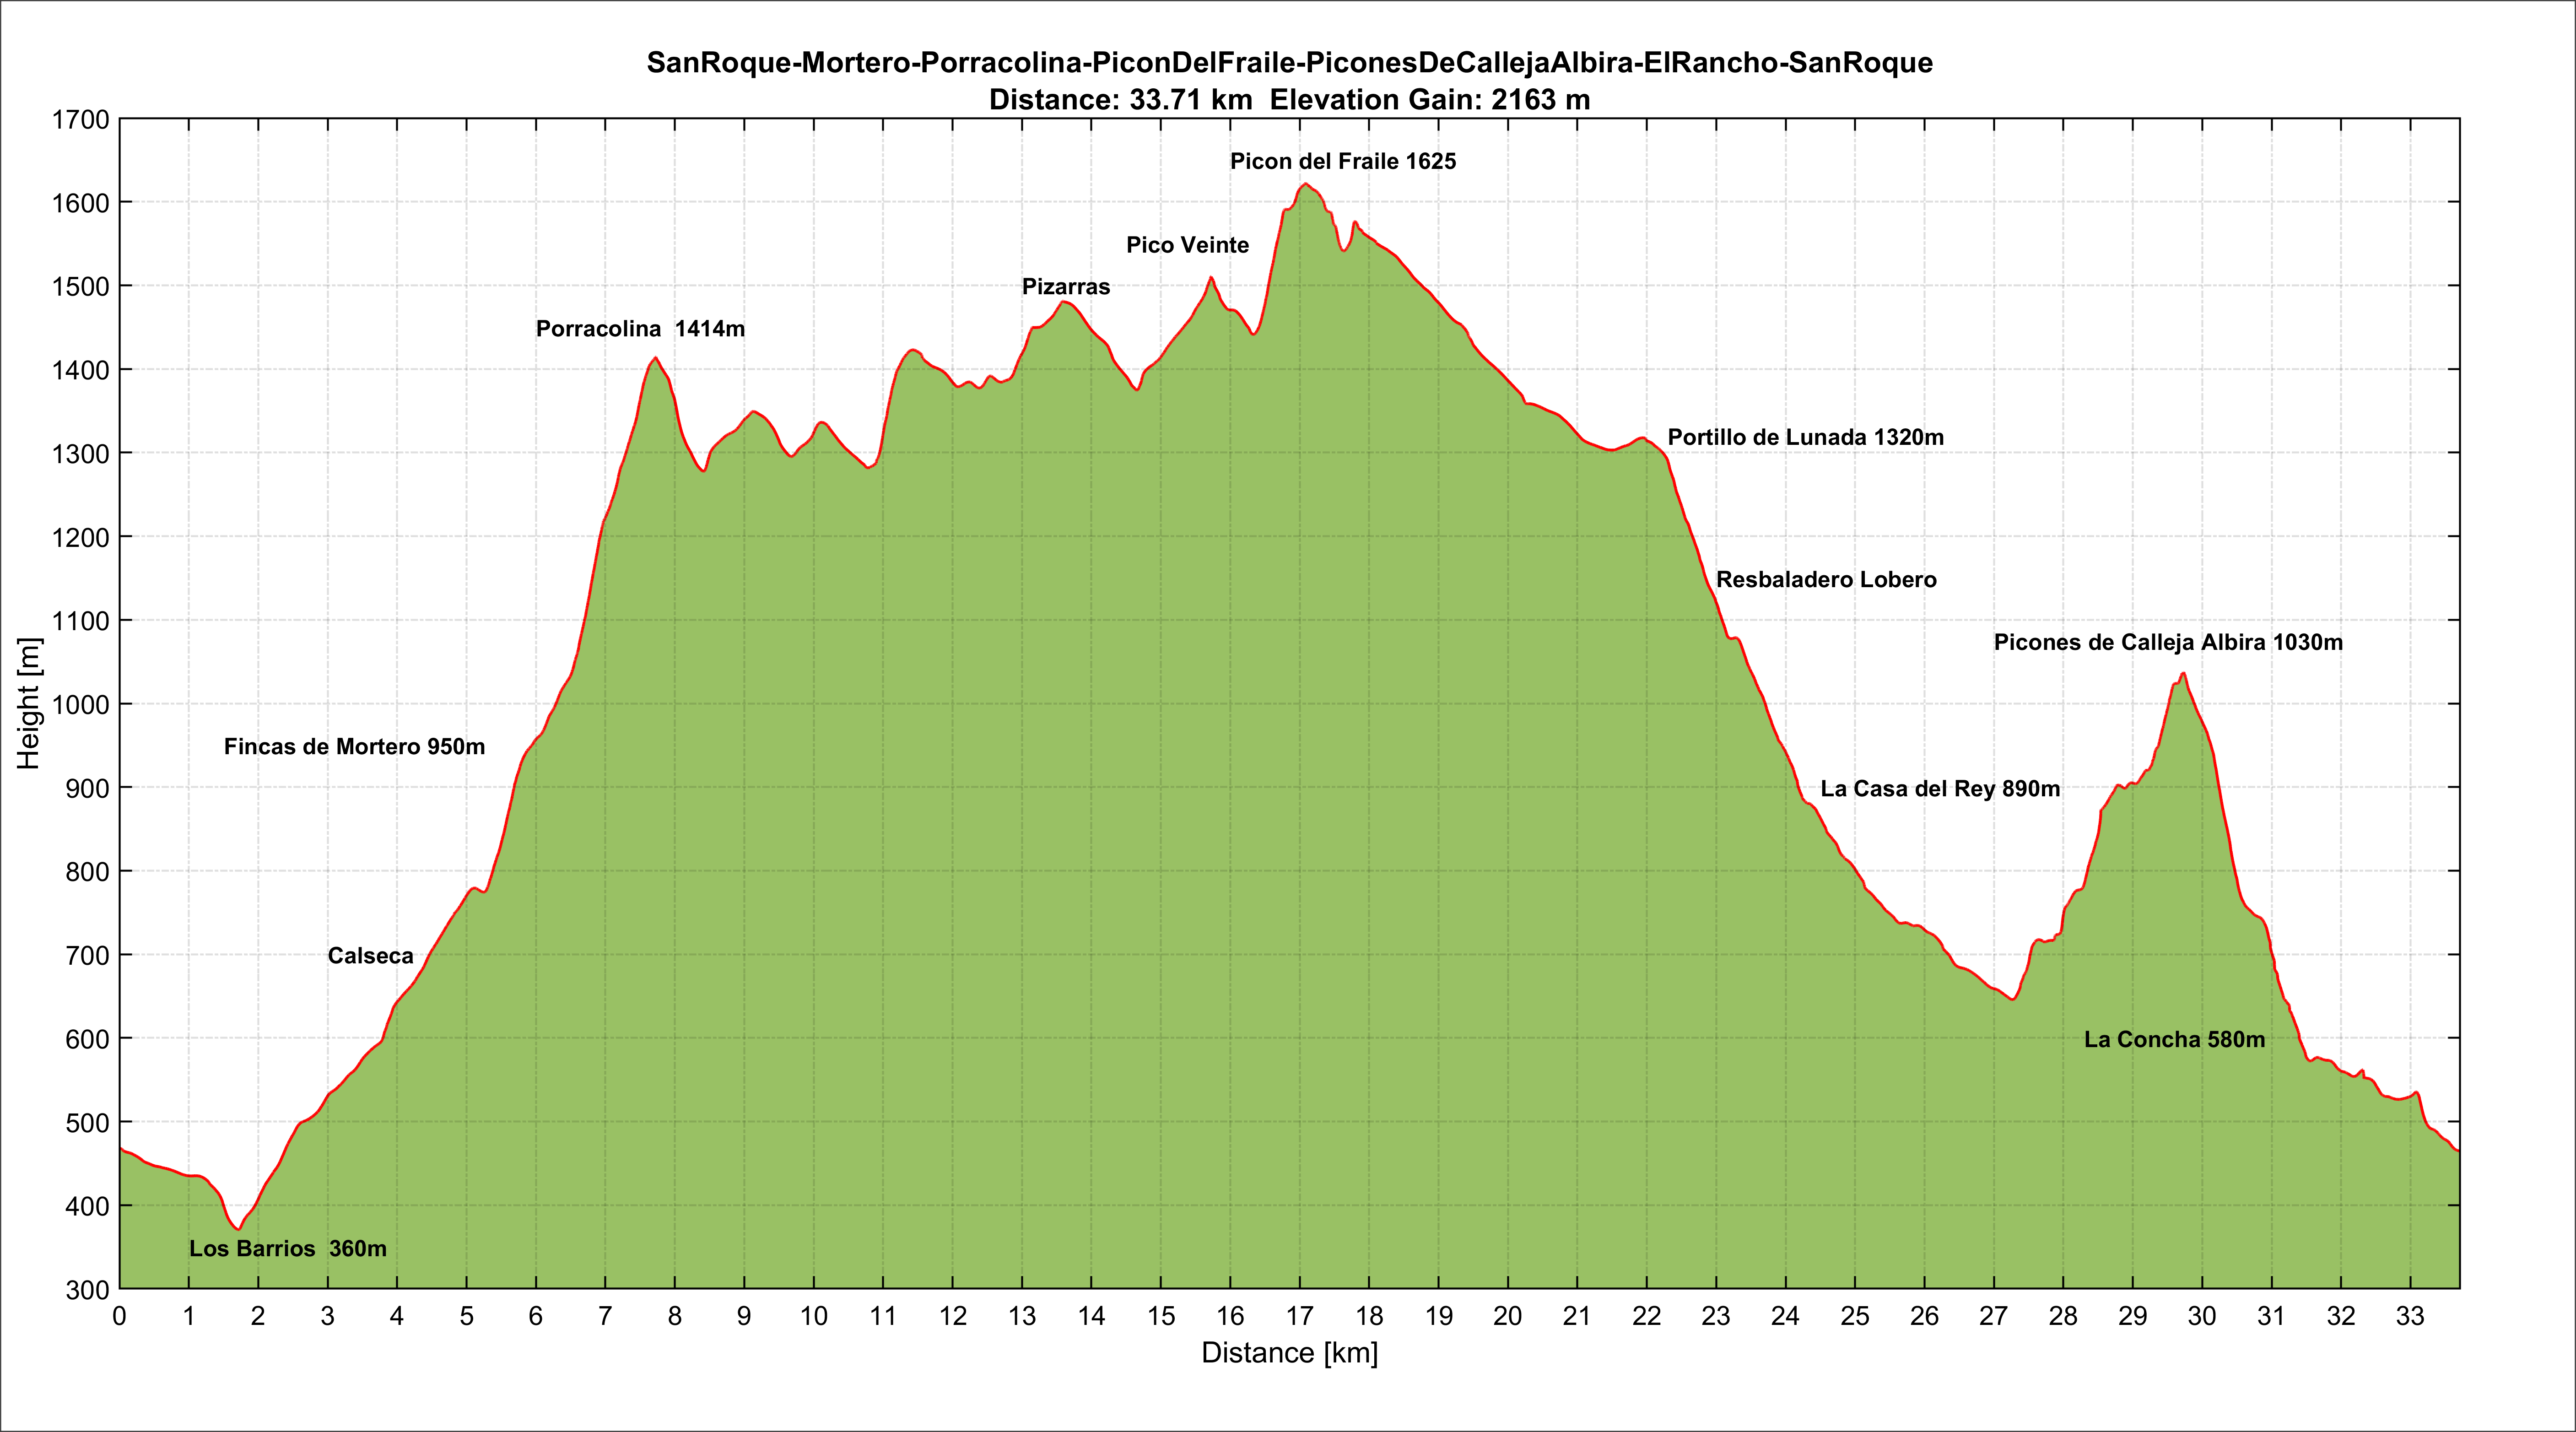 SanRoque-Mortero-Porracolina-PiconDelFraile-PiconesDeCallejaAlbira-ElRancho-SanRoque
Distance: 33.71 km  Elevation Gain: 2163 m
1700
1600
1500
1400
1300
1200
1100
1000
900
800
700
600
500
400
300
Height [m]
Picon del Fraile 1625
Pico Veinte
Pizarras
Porracolina  1414m
Portillo de Lunada 1320m
Resbaladero Lobero
Picones de Calleja Albira 1030m
Fincas de Mortero 950m
La Casa del Rey 890m
Calseca
La Concha 580m
Los Barrios  360m
0 1 2 3 4 5 6 7 8 9 10 11 12 13 14 15 16 17 18 19 20 21 22 23 24 25 26 27 28 29 30 31 32 33
Distance [km]